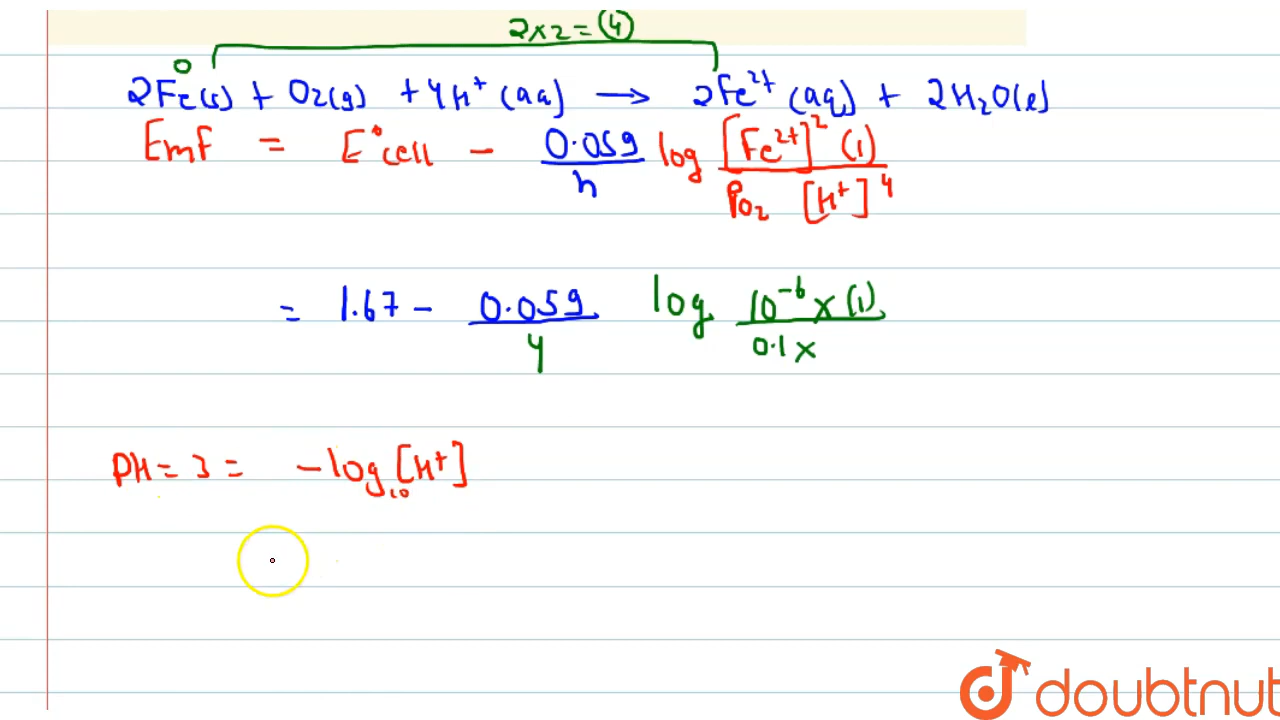 2×2=4
0
2Fe(s) + O2(g) + 4H+ (aq) → 2Fe2+ (aq) + 2H2O(l)
Emf = E°cell - 0.059/n log [Fe2+]2 (1) / PO2 [H+]4
= 1.67 - 0.059/4 log 10-6 × (1) / 0.1 ×
PH = 3 = -log10 [H+]
doubtnut